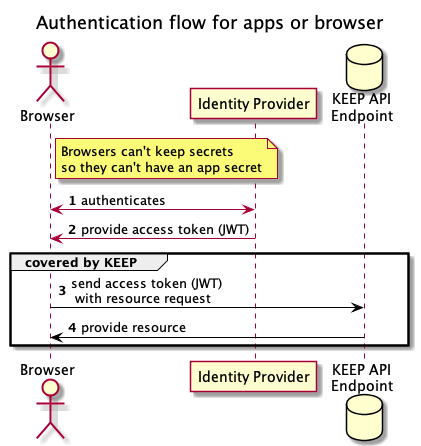 Authentication flow for apps or browser
Browser
Identity Provider
KEEP API
Endpoint
Browsers can't keep secrets
so they can't have an app secret
1 authenticates
2 provide access token (JWT)
covered by KEEP
3 send access token (JWT)
with resource request
4 provide resource
Browser
Identity Provider
KEEP API
Endpoint